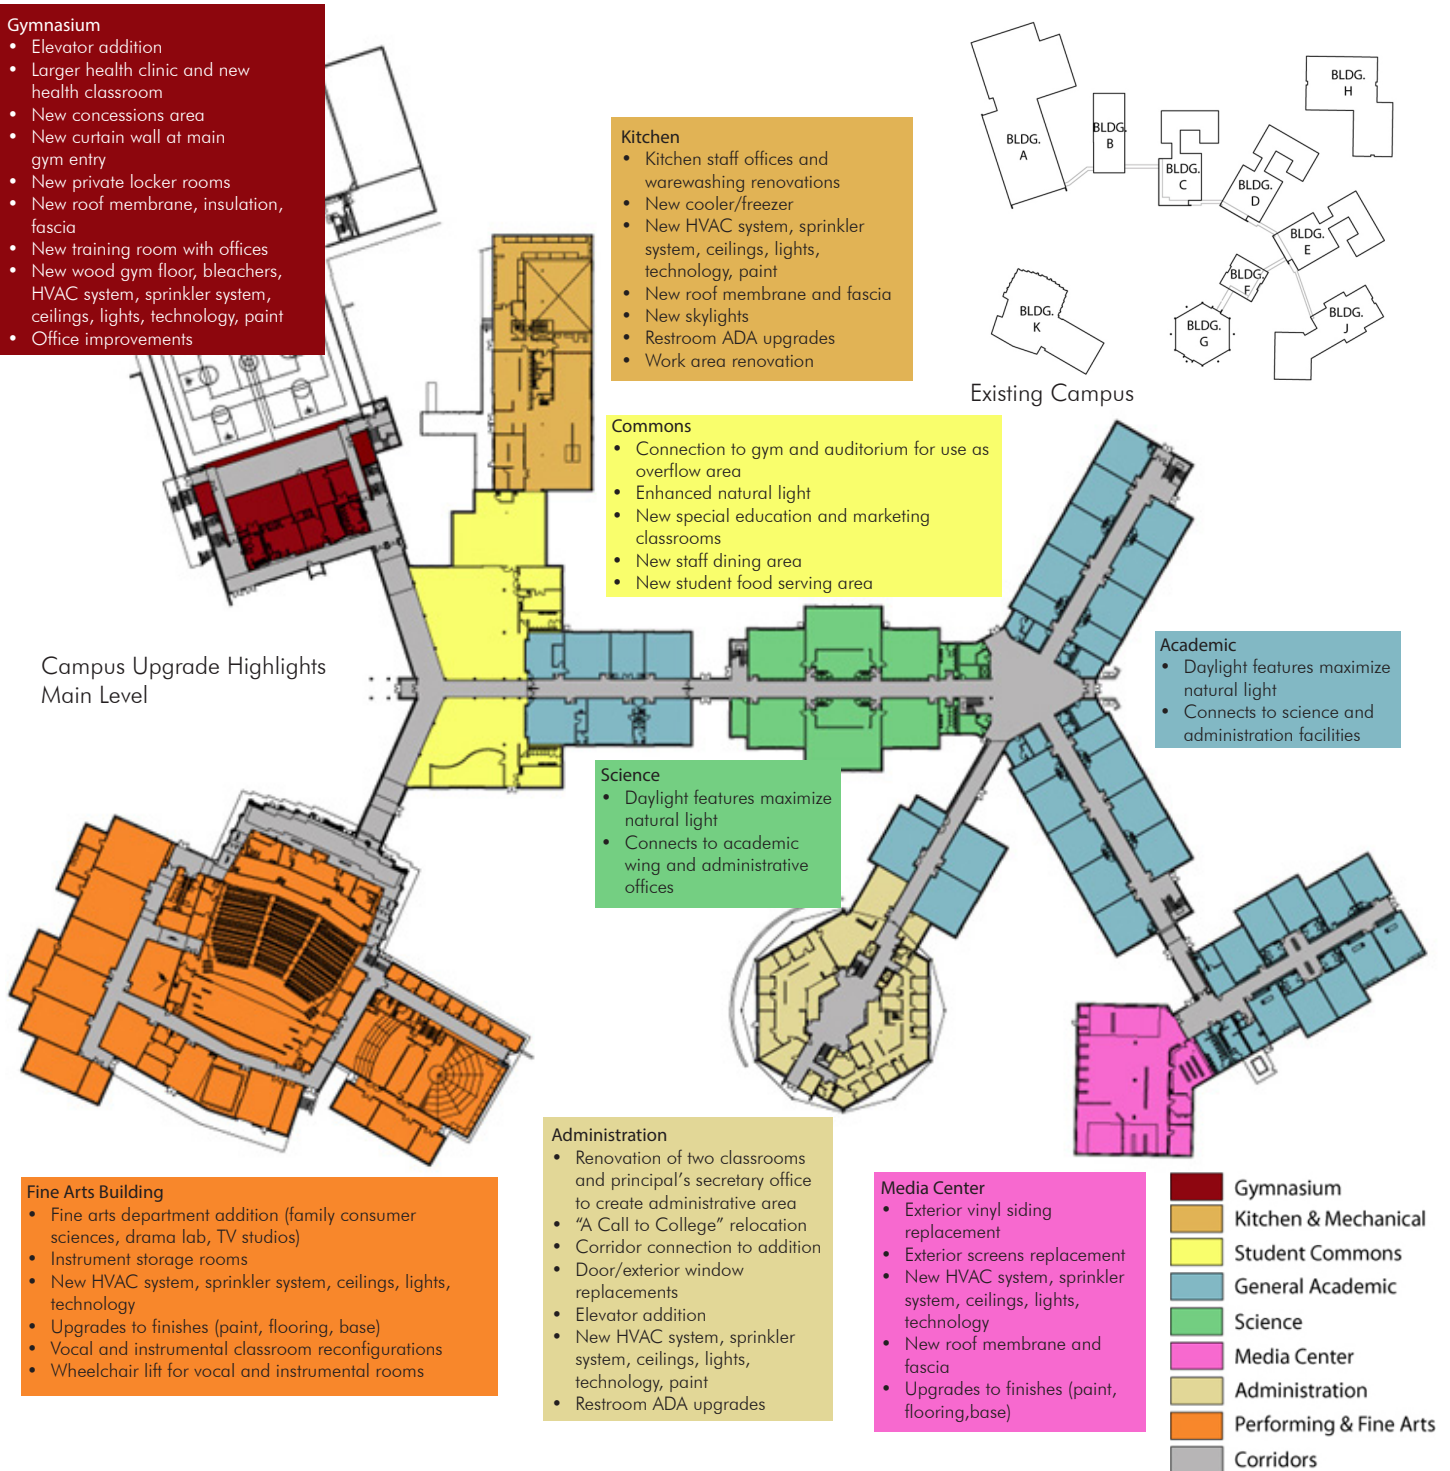 Gymnasium
• Elevator addition
• Larger health clinic and new
health classroom
• New concessions area
• New curtain wall at main
gym entry
• New private locker rooms
• New roof membrane, insulation,
fascia
• New training room with offices
• New wood gym floor, bleachers,
HVAC system, sprinkler system,
ceilings, lights, technology, paint
• Office improvements
Kitchen
• Kitchen staff offices and
warewashing renovations
• New cooler/freezer
• New HVAC system, sprinkler
system, ceilings, lights,
technology, paint
• New roof membrane and fascia
• New skylights
• Restroom ADA upgrades
• Work area renovation
BLDG.
A
BLDG.
B
BLDG.
C
BLDG.
D
BLDG.
E
BLDG.
F
BLDG.
G
BLDG.
H
BLDG.
J
BLDG.
K
Existing Campus
Commons
• Connection to gym and auditorium for use as
overflow area
• Enhanced natural light
• New special education and marketing
classrooms
• New staff dining area
• New student food serving area
Campus Upgrade Highlights
Main Level
Academic
• Daylight features maximize
natural light
• Connects to science and
administration facilities
Science
• Daylight features maximize
natural light
• Connects to academic
wing and administrative
offices
Fine Arts Building
• Fine arts department addition (family consumer
sciences, drama lab, TV studios)
• Instrument storage rooms
• New HVAC system, sprinkler system, ceilings, lights,
technology
• Upgrades to finishes (paint, flooring, base)
• Vocal and instrumental classroom reconfigurations
• Wheelchair lift for vocal and instrumental rooms
Administration
• Renovation of two classrooms
and principal's secretary office
to create administrative area
• "A Call to College" relocation
• Corridor connection to addition
• Door/exterior window
replacements
• Elevator addition
• New HVAC system, sprinkler
system, ceilings, lights,
technology, paint
• Restroom ADA upgrades
Media Center
• Exterior vinyl siding
replacement
• Exterior screens replacement
• New HVAC system, sprinkler
system, ceilings, lights,
technology
• New roof membrane and
fascia
• Upgrades to finishes (paint,
flooring,base)
Gymnasium
Kitchen & Mechanical
Student Commons
General Academic
Science
Media Center
Administration
Performing & Fine Arts
Corridors